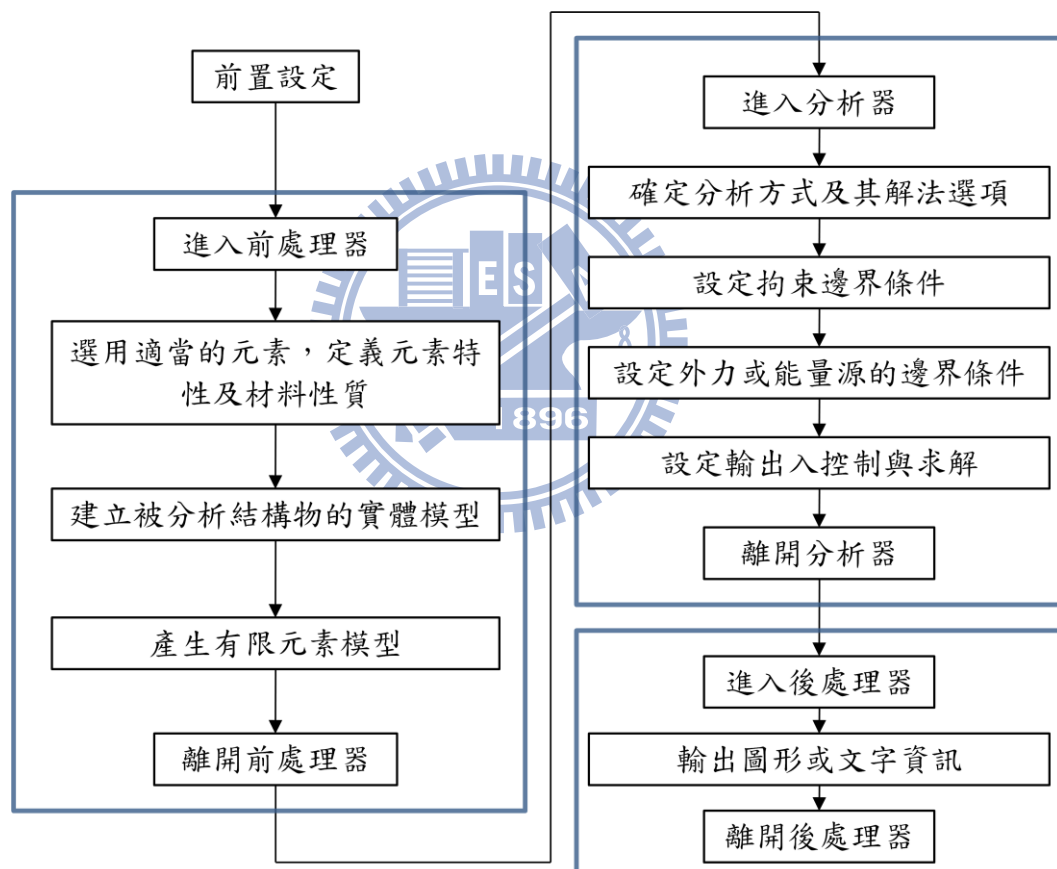 前置設定
進入前處理器
選用適當的元素，定義元素特
性及材料性質
建立被分析結構物的實體模型
產生有限元素模型
離開前處理器
進入分析器
確定分析方式及其解法選項
設定拘束邊界條件
設定外力或能量源的邊界條件
設定輸出入控制與求解
離開分析器
進入後處理器
輸出圖形或文字資訊
離開後處理器
E S
1896